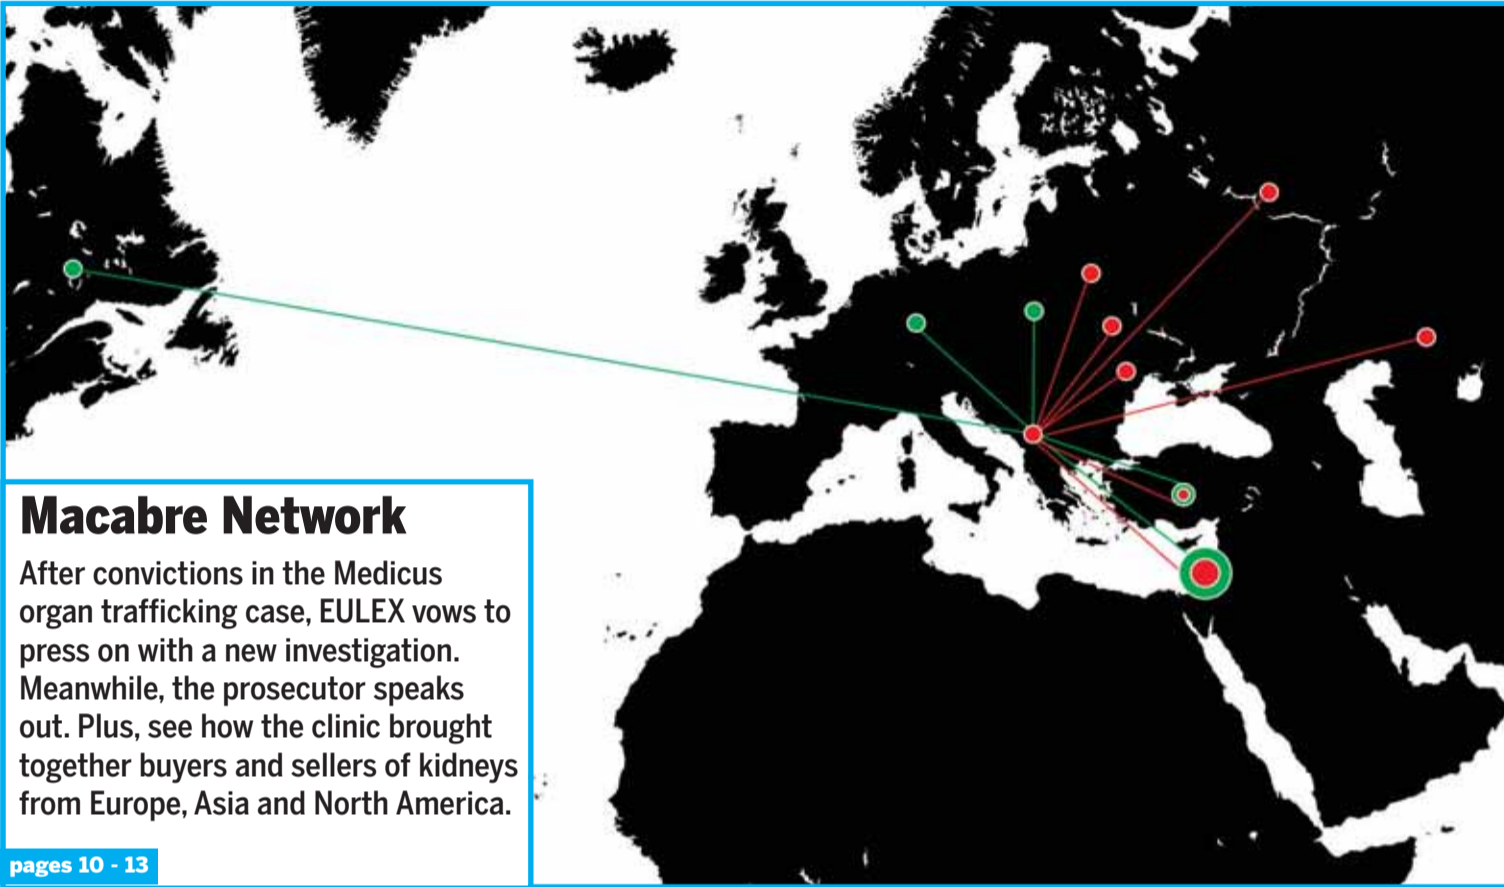 Macabre Network
After convictions in the Medicus
organ trafficking case, EULEX vows to
press on with a new investigation.
Meanwhile, the prosecutor speaks
out. Plus, see how the clinic brought
together buyers and sellers of kidneys
from Europe, Asia and North America.
pages 10 - 13